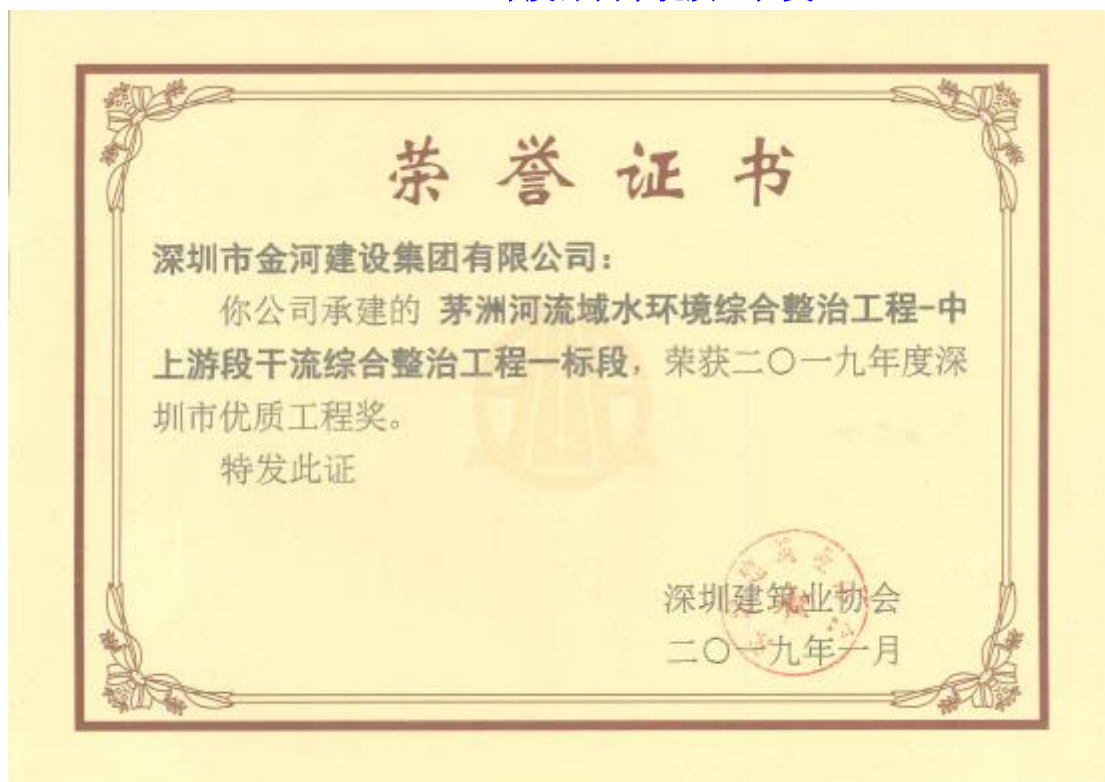 荣誉证书
深圳市金河建设集团有限公司：
你公司承建的 茅洲河流域水环境综合整治工程-中
上游段干流综合整治工程一标段，荣获二〇一九年度深
圳市优质工程奖。
特发此证
深圳建筑业协会
二〇一九年一月